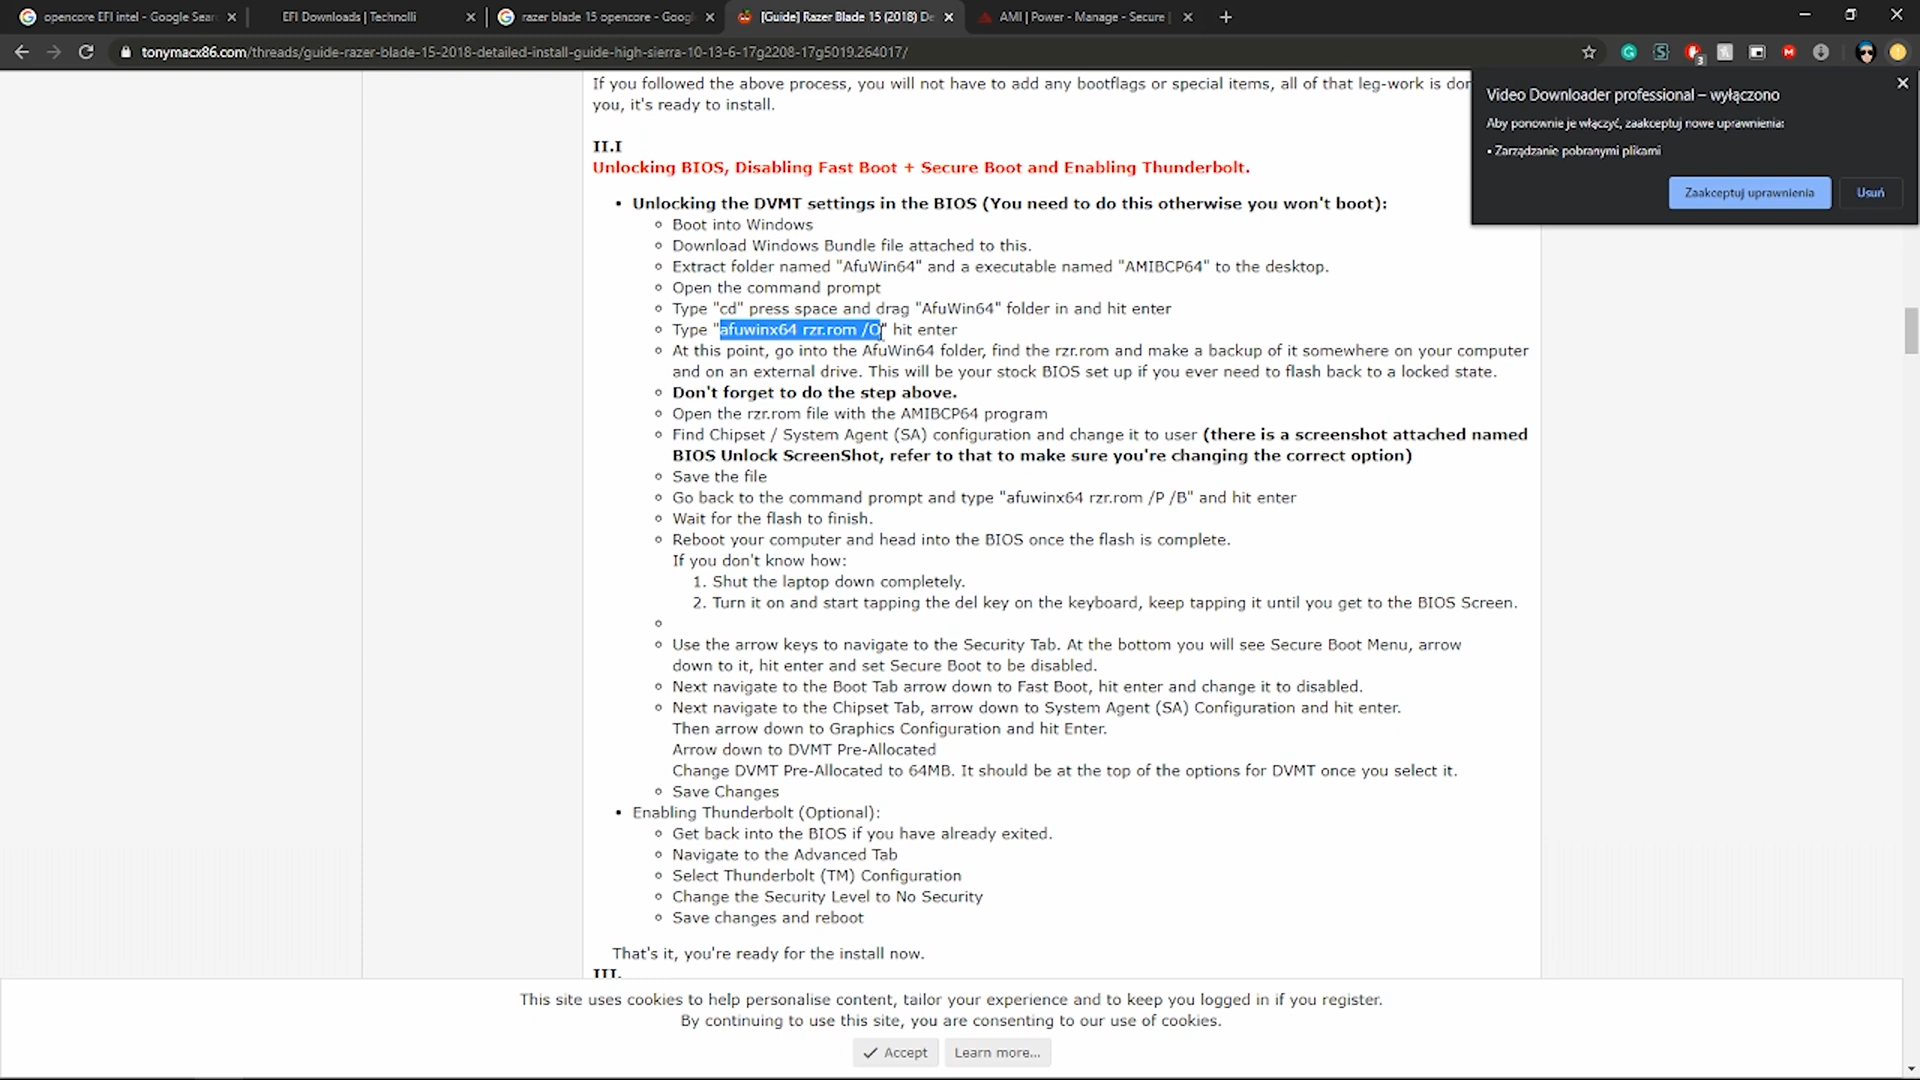 opencore EFI intel - Google Sear
EFI Downloads | Technolli
razer blade 15 opencore - Googl
[Guide] Razer Blade 15 (2018) De
AMI | Power - Manage - Secure |
tonymacx86.com/threads/guide-razer-blade-15-2018-detailed-install-guide-high-sierra-10-13-6-17g2208-17g5019.264017/
3
Video Downloader professional – wyłączono
Aby ponownie je włączyć, zaakceptuj nowe uprawnienia:
• Zarządzanie pobranymi plikami
Zaakceptuj uprawnienia
Usuń
If you followed the above process, you will not have to add any bootflags or special items, all of that leg-work is don
you, it's ready to install.
II.I
Unlocking BIOS, Disabling Fast Boot + Secure Boot and Enabling Thunderbolt.
• Unlocking the DVMT settings in the BIOS (You need to do this otherwise you won't boot):
Boot into Windows
Download Windows Bundle file attached to this.
Extract folder named "AfuWin64" and a executable named "AMIBCP64" to the desktop.
Open the command prompt
Type "cd" press space and drag "AfuWin64" folder in and hit enter
Type "afuwinx64 rzr.rom /O" hit enter
At this point, go into the AfuWin64 folder, find the rzr.rom and make a backup of it somewhere on your computer
and on an external drive. This will be your stock BIOS set up if you ever need to flash back to a locked state.
Don't forget to do the step above.
Open the rzr.rom file with the AMIBCP64 program
Find Chipset / System Agent (SA) configuration and change it to user (there is a screenshot attached named
BIOS Unlock ScreenShot, refer to that to make sure you're changing the correct option)
Save the file
Go back to the command prompt and type "afuwinx64 rzr.rom /P /B" and hit enter
Wait for the flash to finish.
Reboot your computer and head into the BIOS once the flash is complete.
If you don't know how:
1. Shut the laptop down completely.
2. Turn it on and start tapping the del key on the keyboard, keep tapping it until you get to the BIOS Screen.
Use the arrow keys to navigate to the Security Tab. At the bottom you will see Secure Boot Menu, arrow
down to it, hit enter and set Secure Boot to be disabled.
Next navigate to the Boot Tab arrow down to Fast Boot, hit enter and change it to disabled.
Next navigate to the Chipset Tab, arrow down to System Agent (SA) Configuration and hit enter.
Then arrow down to Graphics Configuration and hit Enter.
Arrow down to DVMT Pre-Allocated
Change DVMT Pre-Allocated to 64MB. It should be at the top of the options for DVMT once you select it.
Save Changes
• Enabling Thunderbolt (Optional):
Get back into the BIOS if you have already exited.
Navigate to the Advanced Tab
Select Thunderbolt (TM) Configuration
Change the Security Level to No Security
Save changes and reboot
That's it, you're ready for the install now.
III.
This site uses cookies to help personalise content, tailor your experience and to keep you logged in if you register.
By continuing to use this site, you are consenting to our use of cookies.
Accept
Learn more...